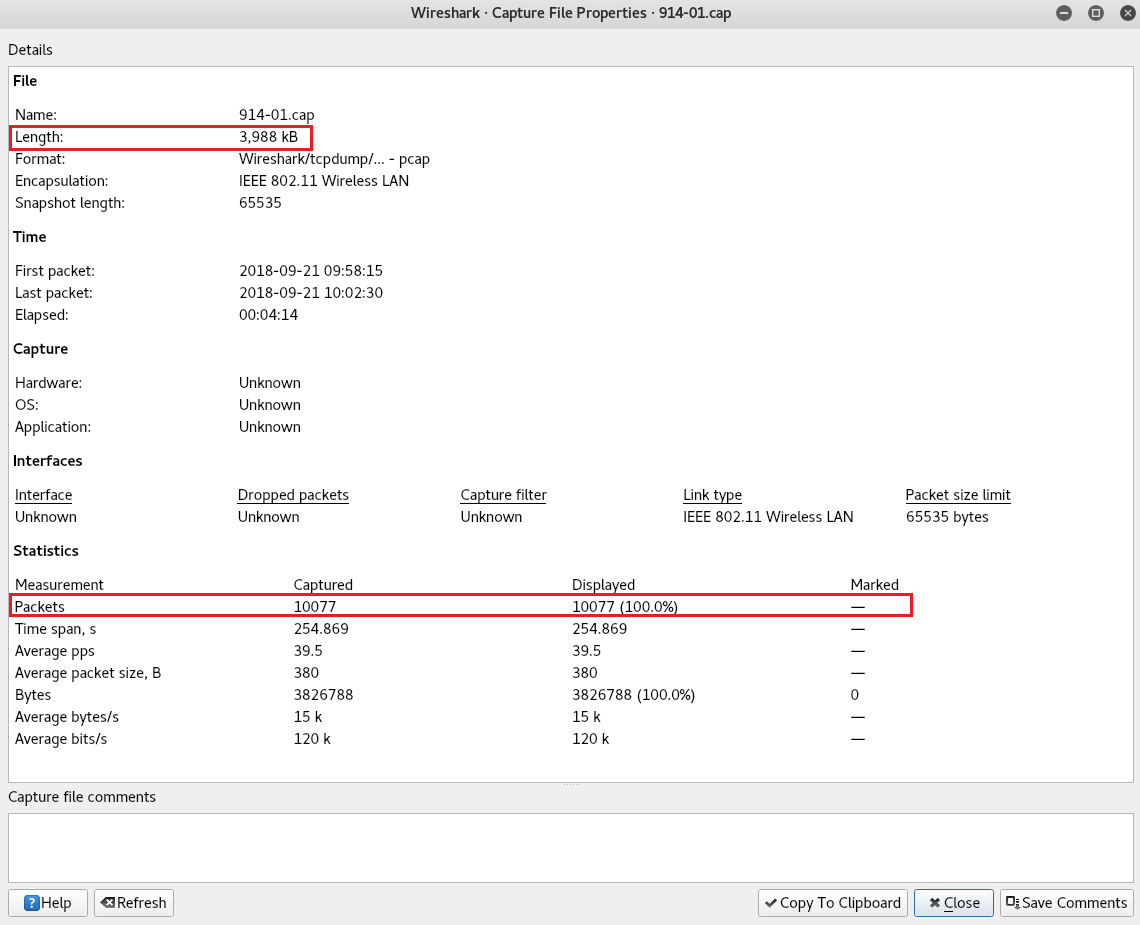 Wireshark · Capture File Properties · 914-01.cap
Details
File
Name: 914-01.cap
Length: 3,988 kB
Format: Wireshark/tcpdump/... - pcap
Encapsulation: IEEE 802.11 Wireless LAN
Snapshot length: 65535
Time
First packet: 2018-09-21 09:58:15
Last packet: 2018-09-21 10:02:30
Elapsed: 00:04:14
Capture
Hardware: Unknown
OS: Unknown
Application: Unknown
Interfaces
Interface Dropped packets Capture filter Link type Packet size limit
Unknown Unknown Unknown IEEE 802.11 Wireless LAN 65535 bytes
Statistics
Measurement Captured Displayed Marked
Packets 10077 10077 (100.0%) —
Time span, s 254.869 254.869 —
Average pps 39.5 39.5 —
Average packet size, B 380 380 —
Bytes 3826788 3826788 (100.0%) 0
Average bytes/s 15 k 15 k —
Average bits/s 120 k 120 k —
Capture file comments
Help Refresh Copy To Clipboard Close Save Comments